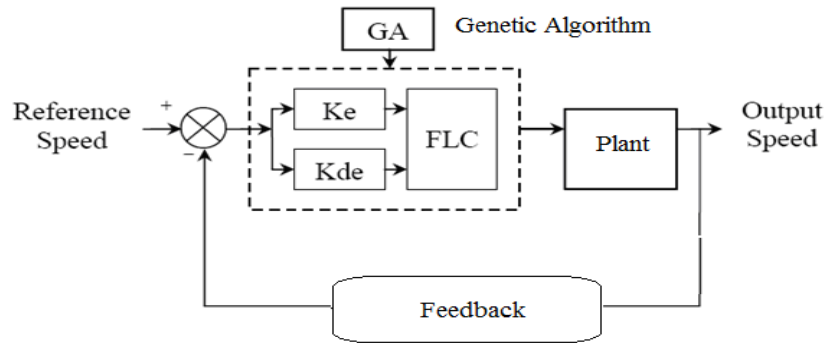 GA
Genetic Algorithm
Reference
Speed
+
−
Ke
Kde
FLC
Plant
Output
Speed
Feedback